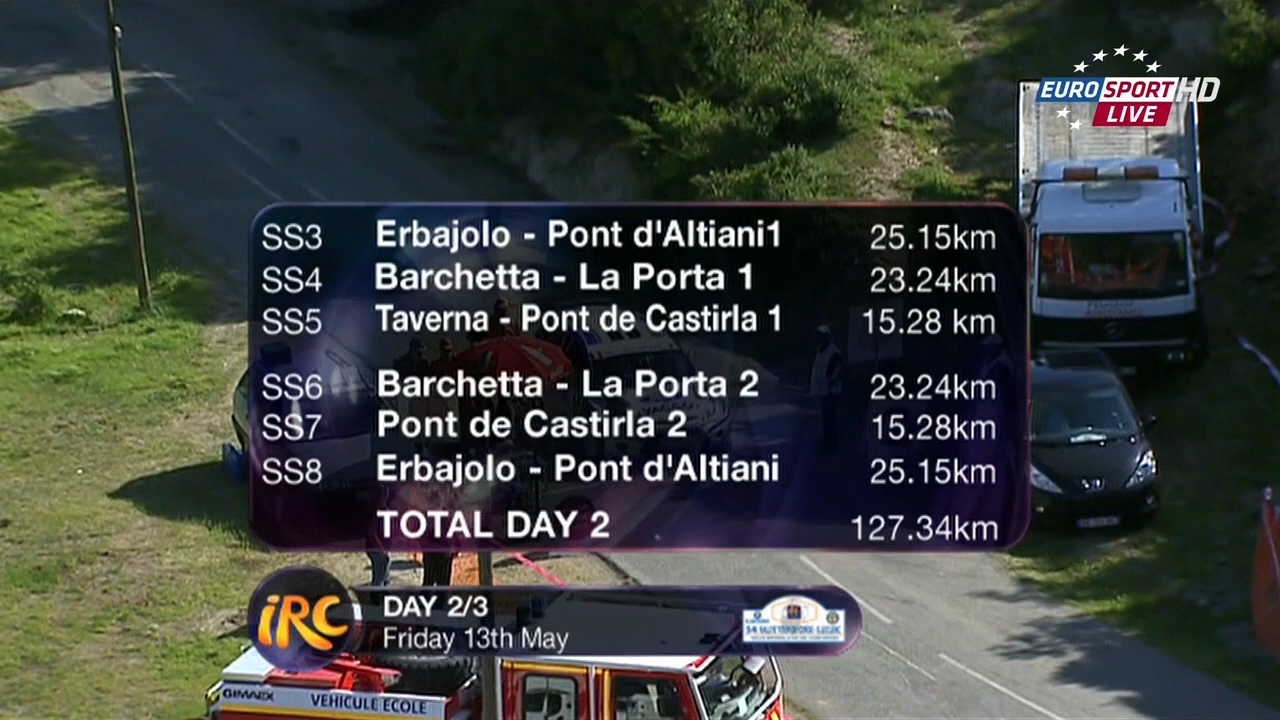 EUROSPORT HD
LIVE
SS3 Erbajolo - Pont d'Altiani1 25.15km
SS4 Barchetta - La Porta 1 23.24km
SS5 Taverna - Pont de Castirla 1 15.28 km
SS6 Barchetta - La Porta 2 23.24km
SS7 Pont de Castirla 2 15.28km
SS8 Erbajolo - Pont d'Altiani 25.15km
TOTAL DAY 2 127.34km
iRC
DAY 2/3
Friday 13th May
GIMAEX VEHICULE ECOLE